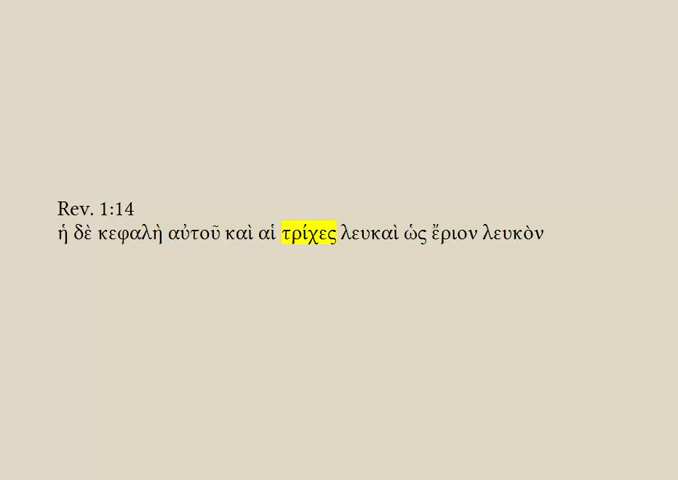 Rev. 1:14
ἡ δὲ κεφαλὴ αὐτοῦ καὶ αἱ τρίχες λευκαὶ ὡς ἔριον λευκὸν